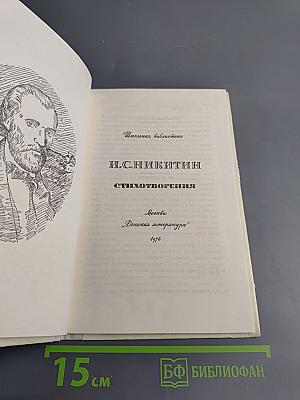 Школьная библиотека
И.С.НИКИТИН
СТИХОТВОРЕНИЯ
Москва
„Детская литература“
1976
15 см
БФ БИБЛИОФАН